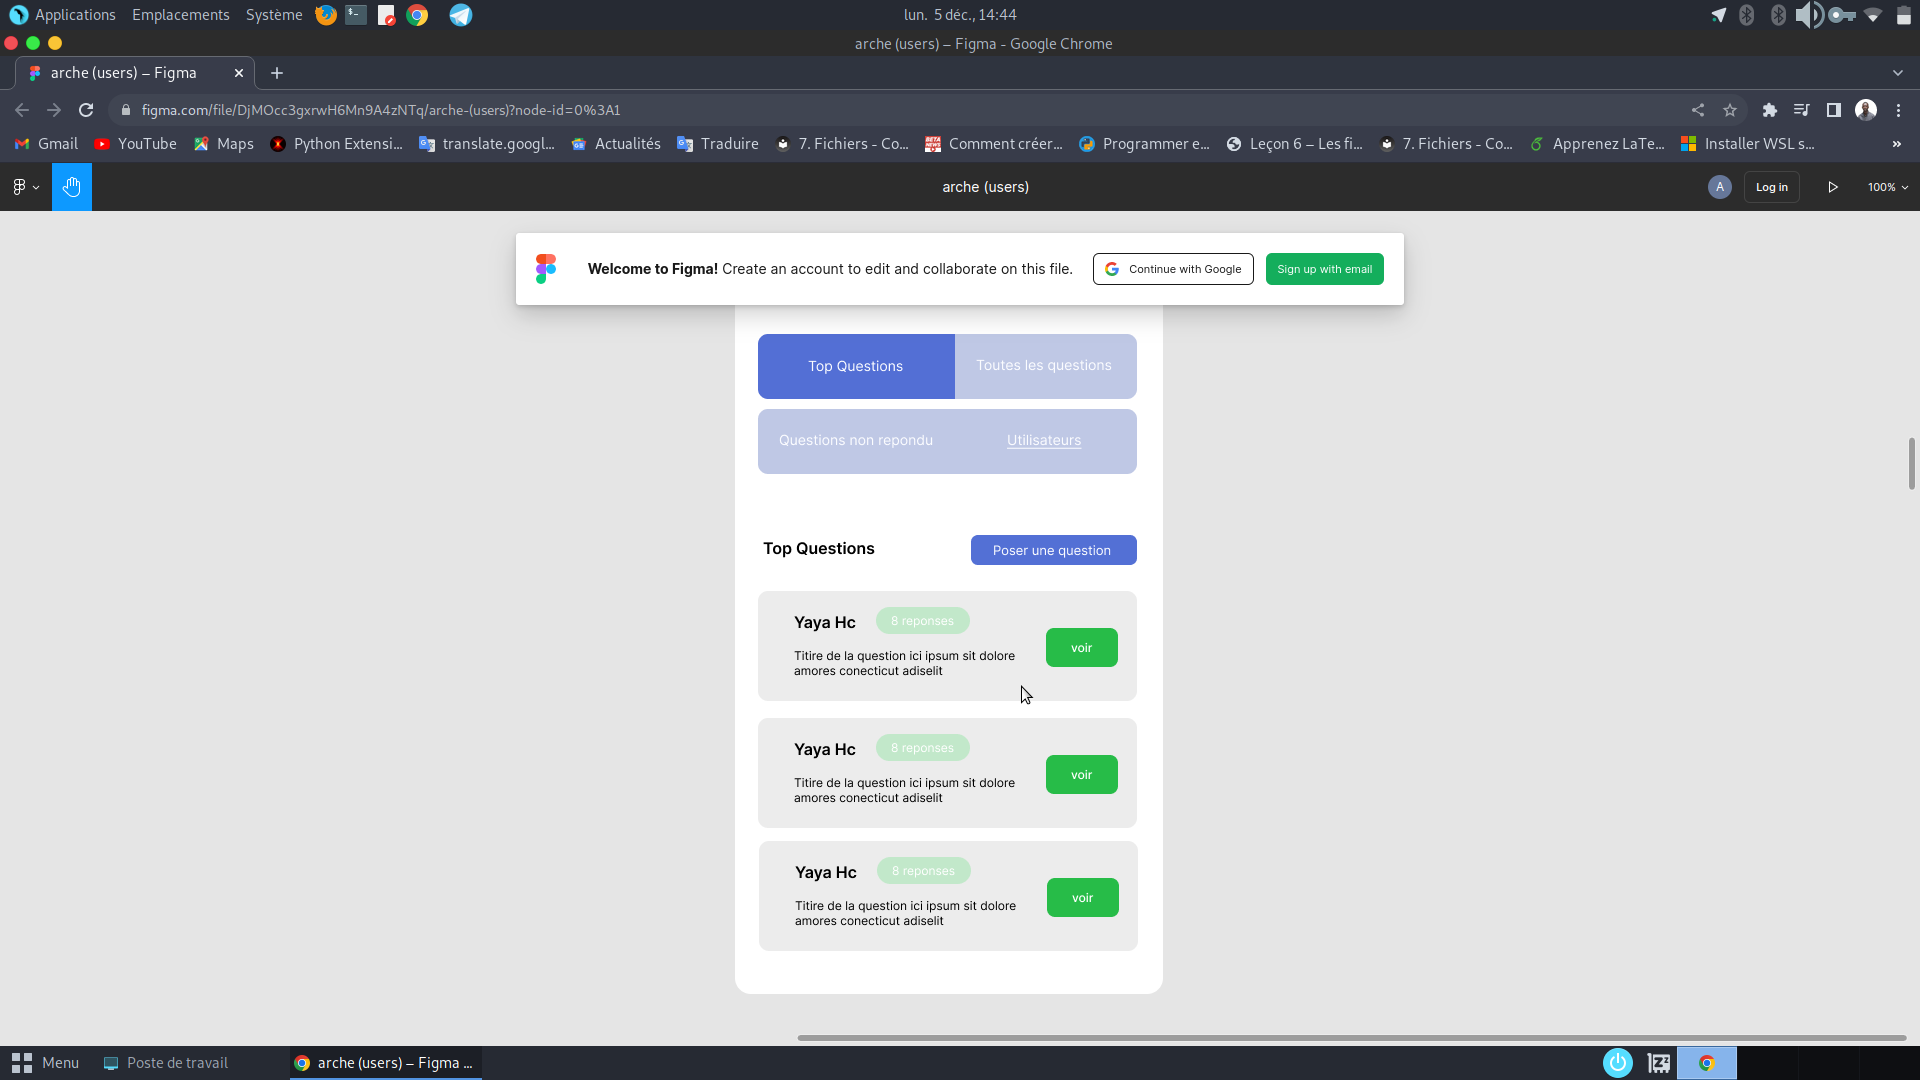 Applications Emplacements Système lun. 5 déc., 14:44
arche (users) – Figma - Google Chrome
arche (users) – Figma
figma.com/file/DjMOcc3gxrwH6Mn9A4zNTq/arche-(users)?node-id=0%3A1
Gmail YouTube Maps Python Extensi... translate.googl... Actualités Traduire 7. Fichiers - Co... Comment créer... Programmer e... Leçon 6 – Les fi... 7. Fichiers - Co... Apprenez LaTe... Installer WSL s... »
arche (users) A Log in 100%
Welcome to Figma! Create an account to edit and collaborate on this file. Continue with Google Sign up with email
Top Questions Toutes les questions
Questions non repondu Utilisateurs
Top Questions Poser une question
Yaya Hc 8 reponses
voir
Titire de la question ici ipsum sit dolore
amores conecticut adiselit
Yaya Hc 8 reponses
voir
Titire de la question ici ipsum sit dolore
amores conecticut adiselit
Yaya Hc 8 reponses
voir
Titire de la question ici ipsum sit dolore
amores conecticut adiselit
Menu Poste de travail arche (users) – Figma ...